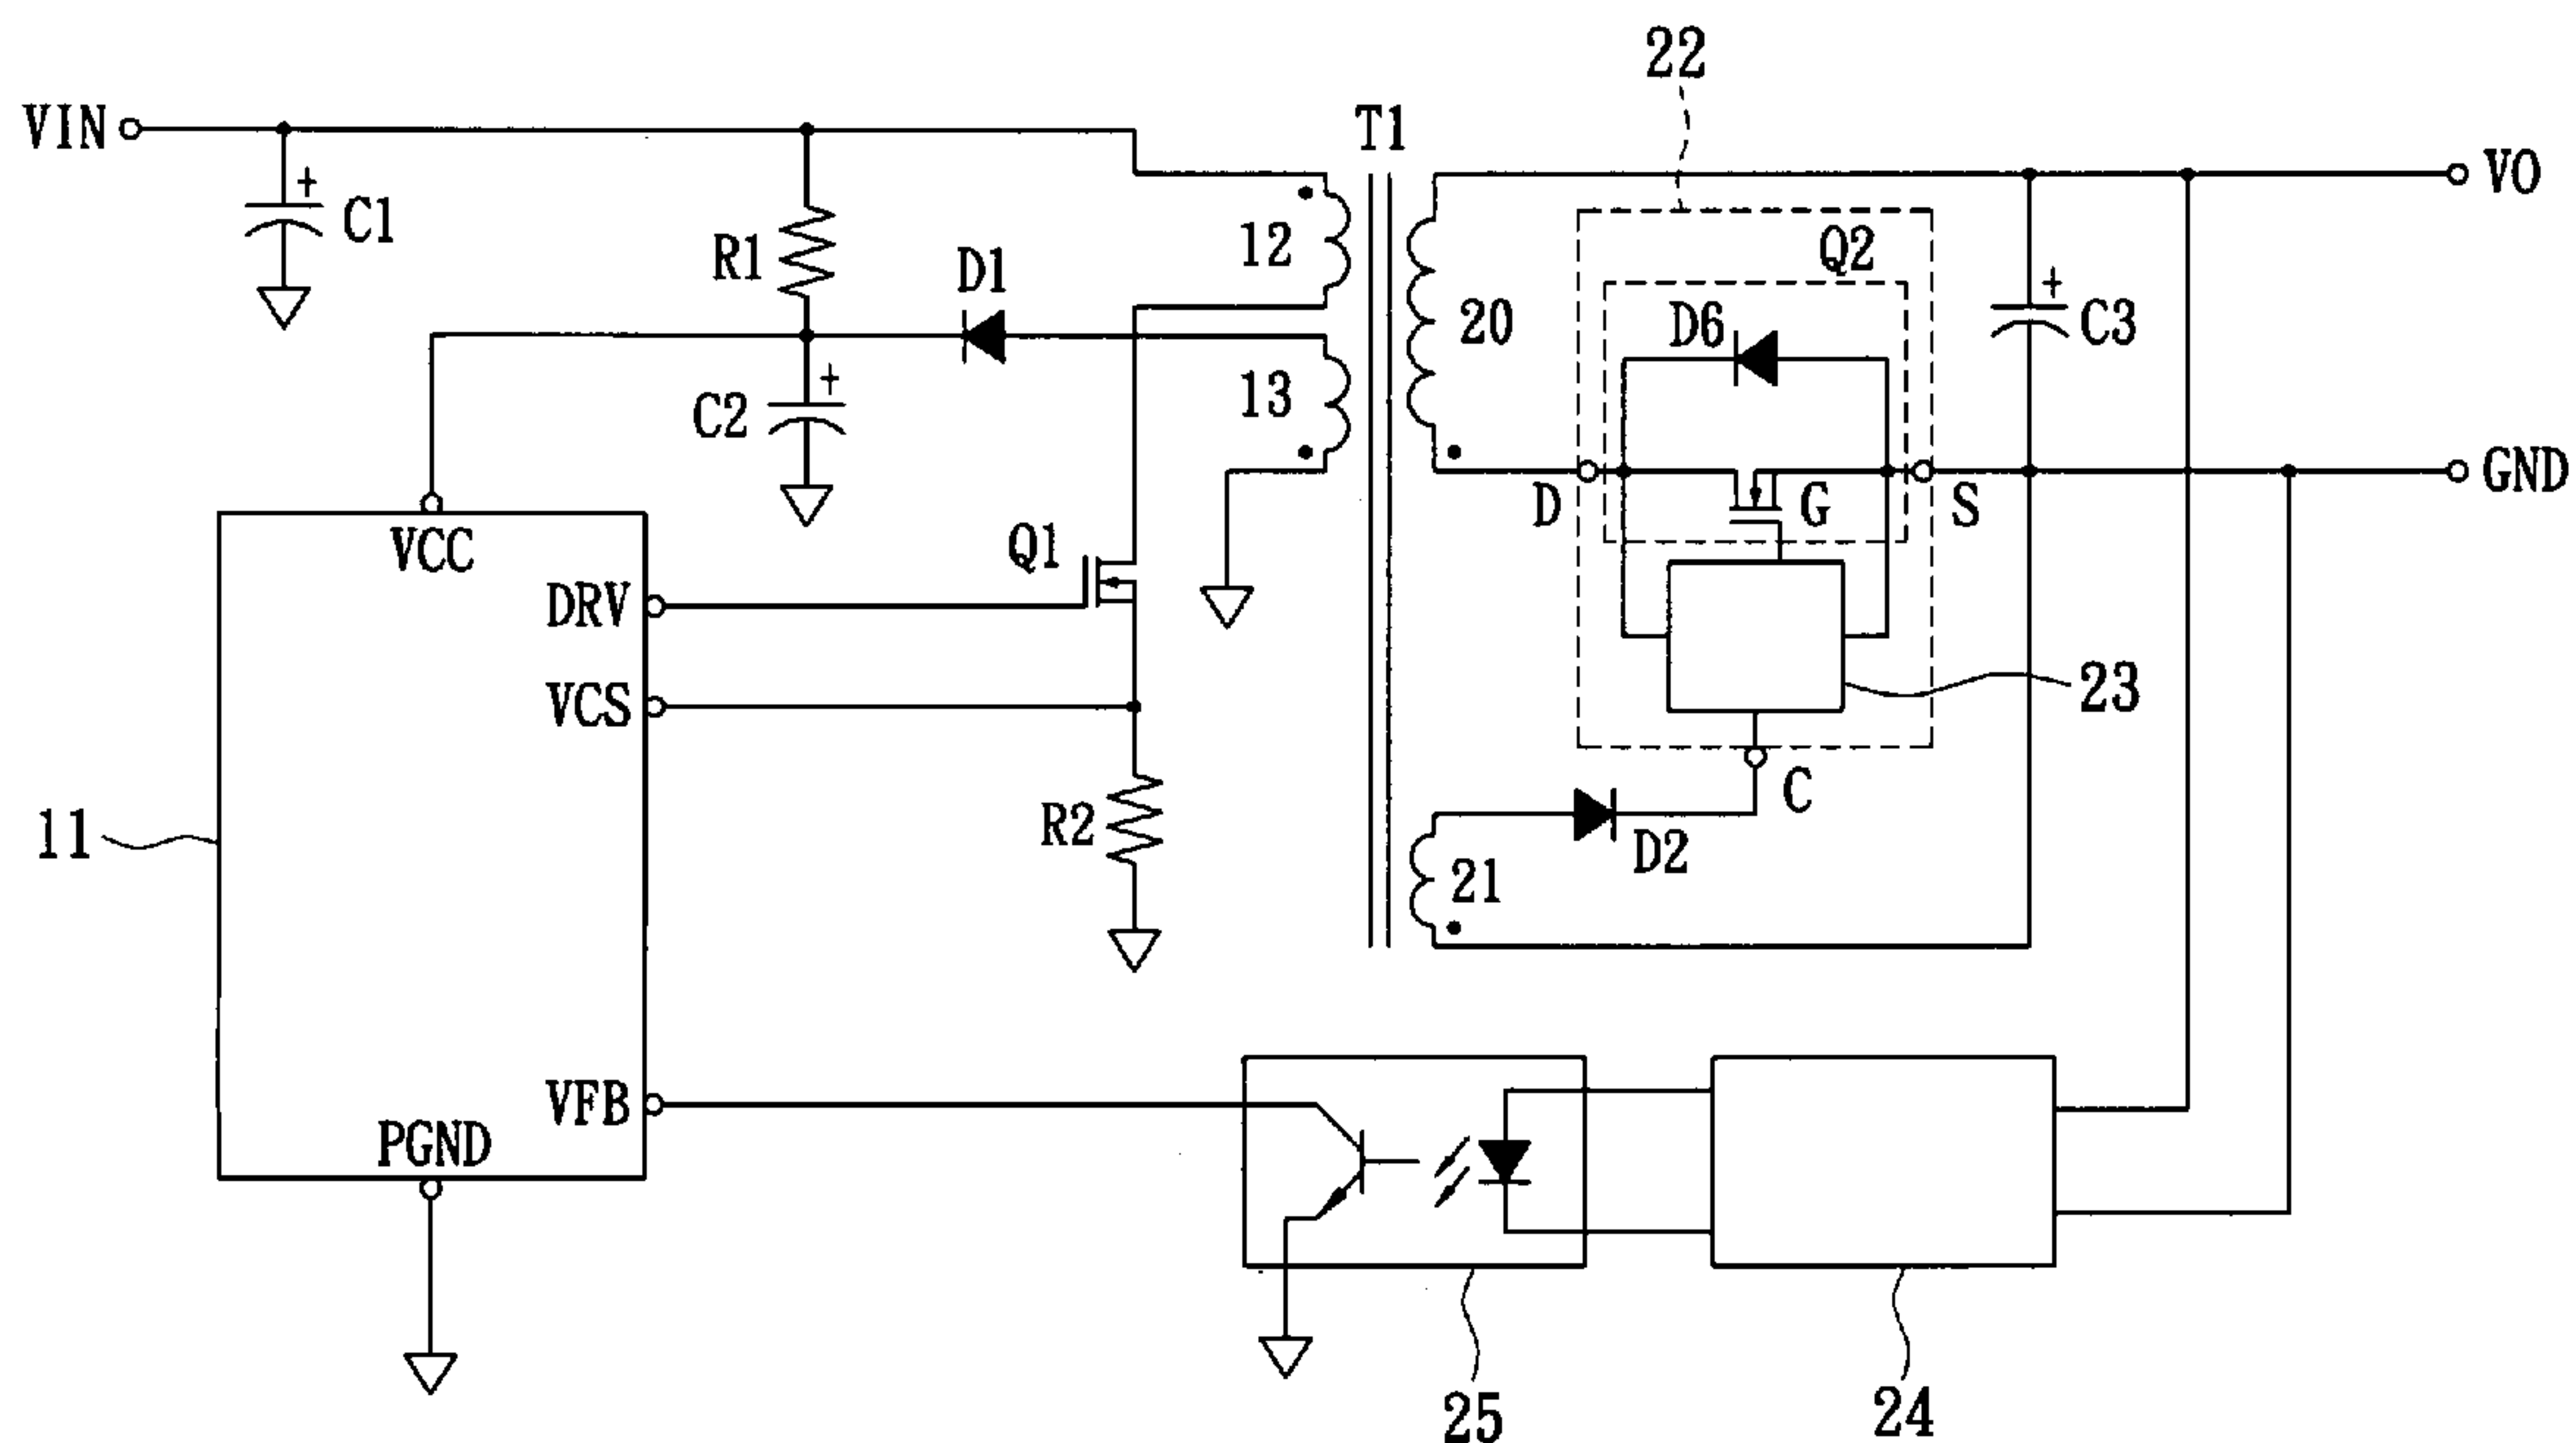 22
VIN
T1
VO
+
C1
R1
D1
12
20
Q2
D6
+
C3
+
C2
13
D
G
S
GND
VCC
Q1
DRV
VCS
23
C
R2
D2
11
21
VFB
PGND
25
24